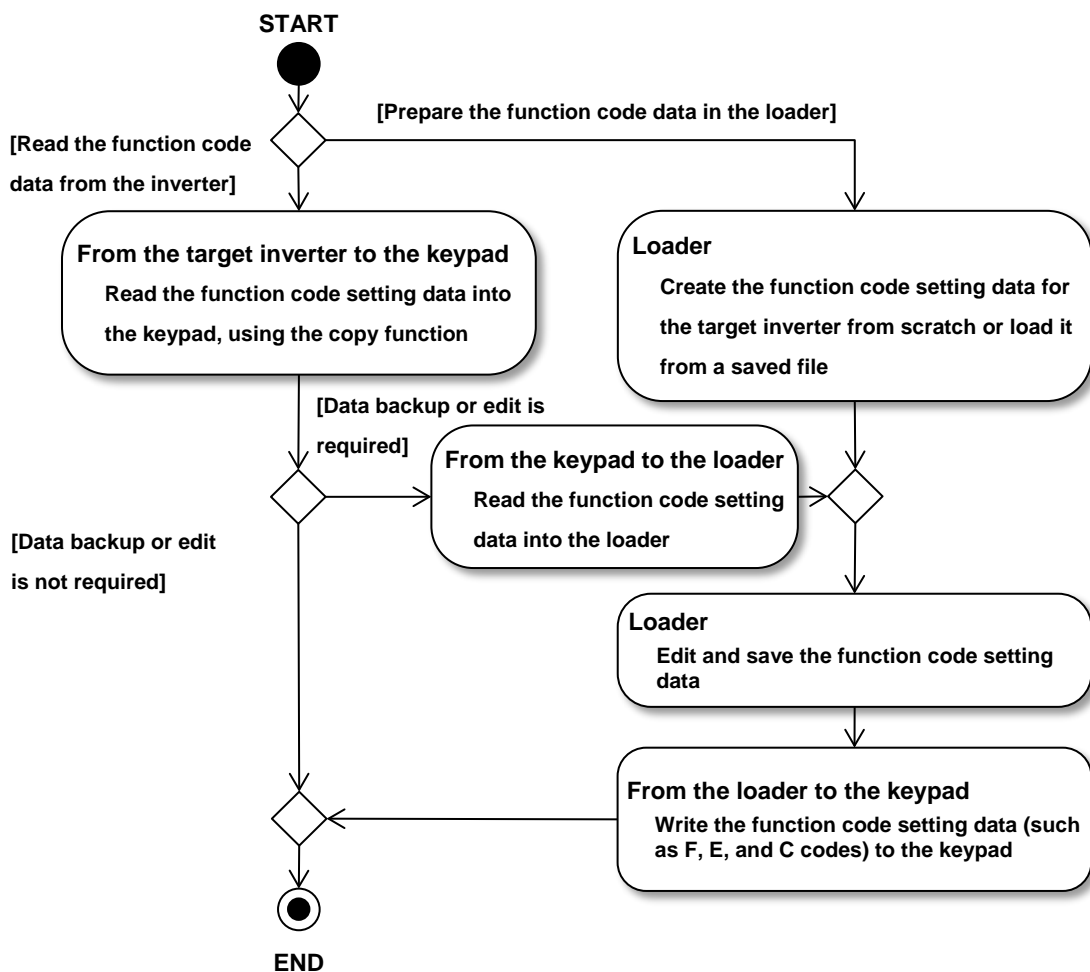 START
[Prepare the function code data in the loader]
[Read the function code
data from the inverter]
From the target inverter to the keypad
Read the function code setting data into
the keypad, using the copy function
Loader
Create the function code setting data for
the target inverter from scratch or load it
from a saved file
[Data backup or edit is
required]
From the keypad to the loader
Read the function code setting
data into the loader
[Data backup or edit
is not required]
Loader
Edit and save the function code setting
data
From the loader to the keypad
Write the function code setting data (such
as F, E, and C codes) to the keypad
END